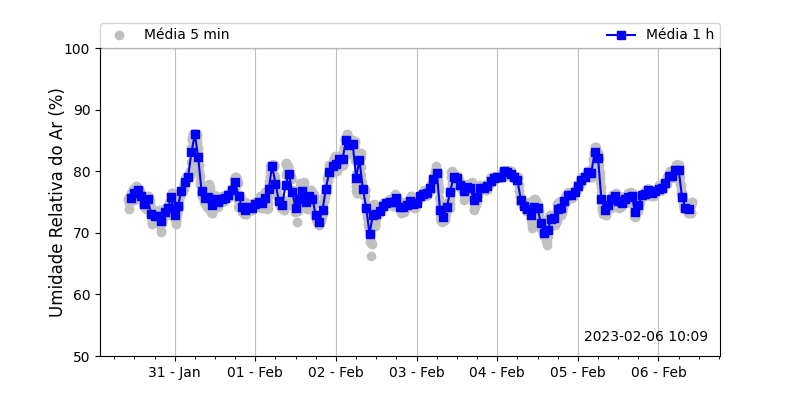 Média 5 min
Média 1 h
Umidade Relativa do Ar (%)
100
90
80
70
60
50
2023-02-06 10:09
31 - Jan
01 - Feb
02 - Feb
03 - Feb
04 - Feb
05 - Feb
06 - Feb